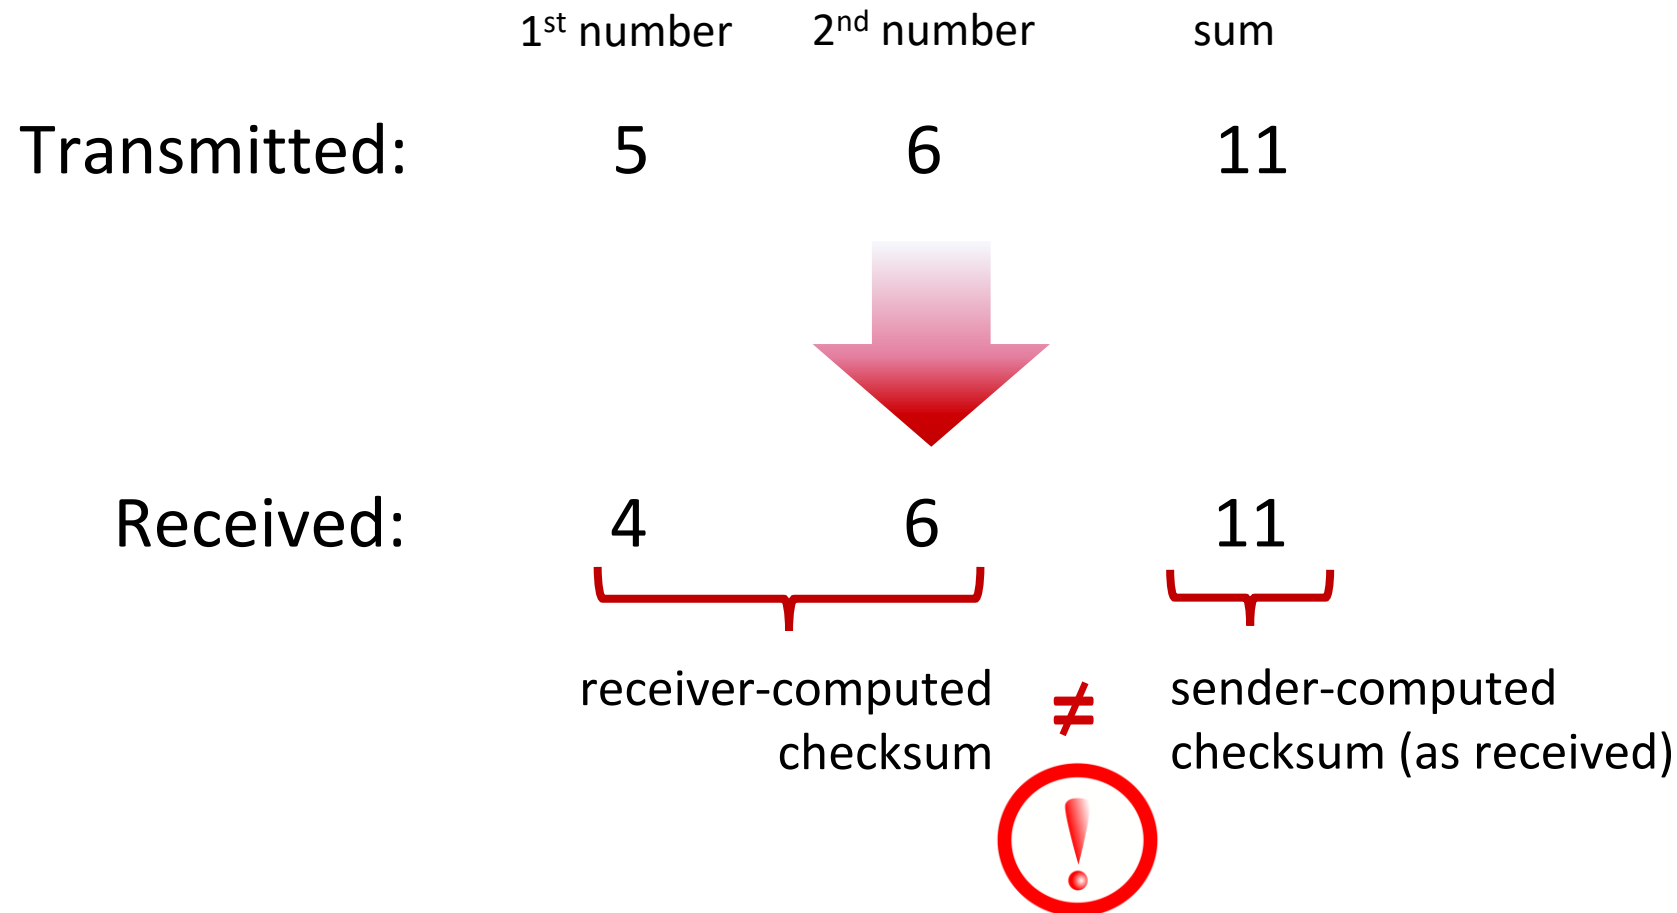 1st number 2nd number sum
Transmitted: 5 6 11
Received: 4 6 11
receiver-computed ≠ sender-computed
checksum checksum (as received)
!